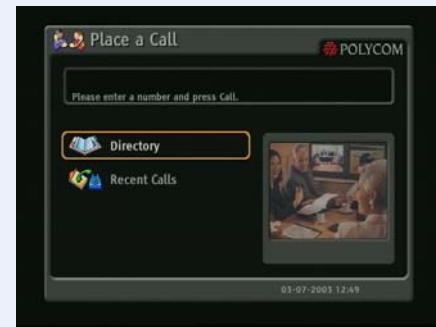 Place a Call
POLYCOM
Please enter a number and press Call.
Directory
Recent Calls
03-07-2003 12:49